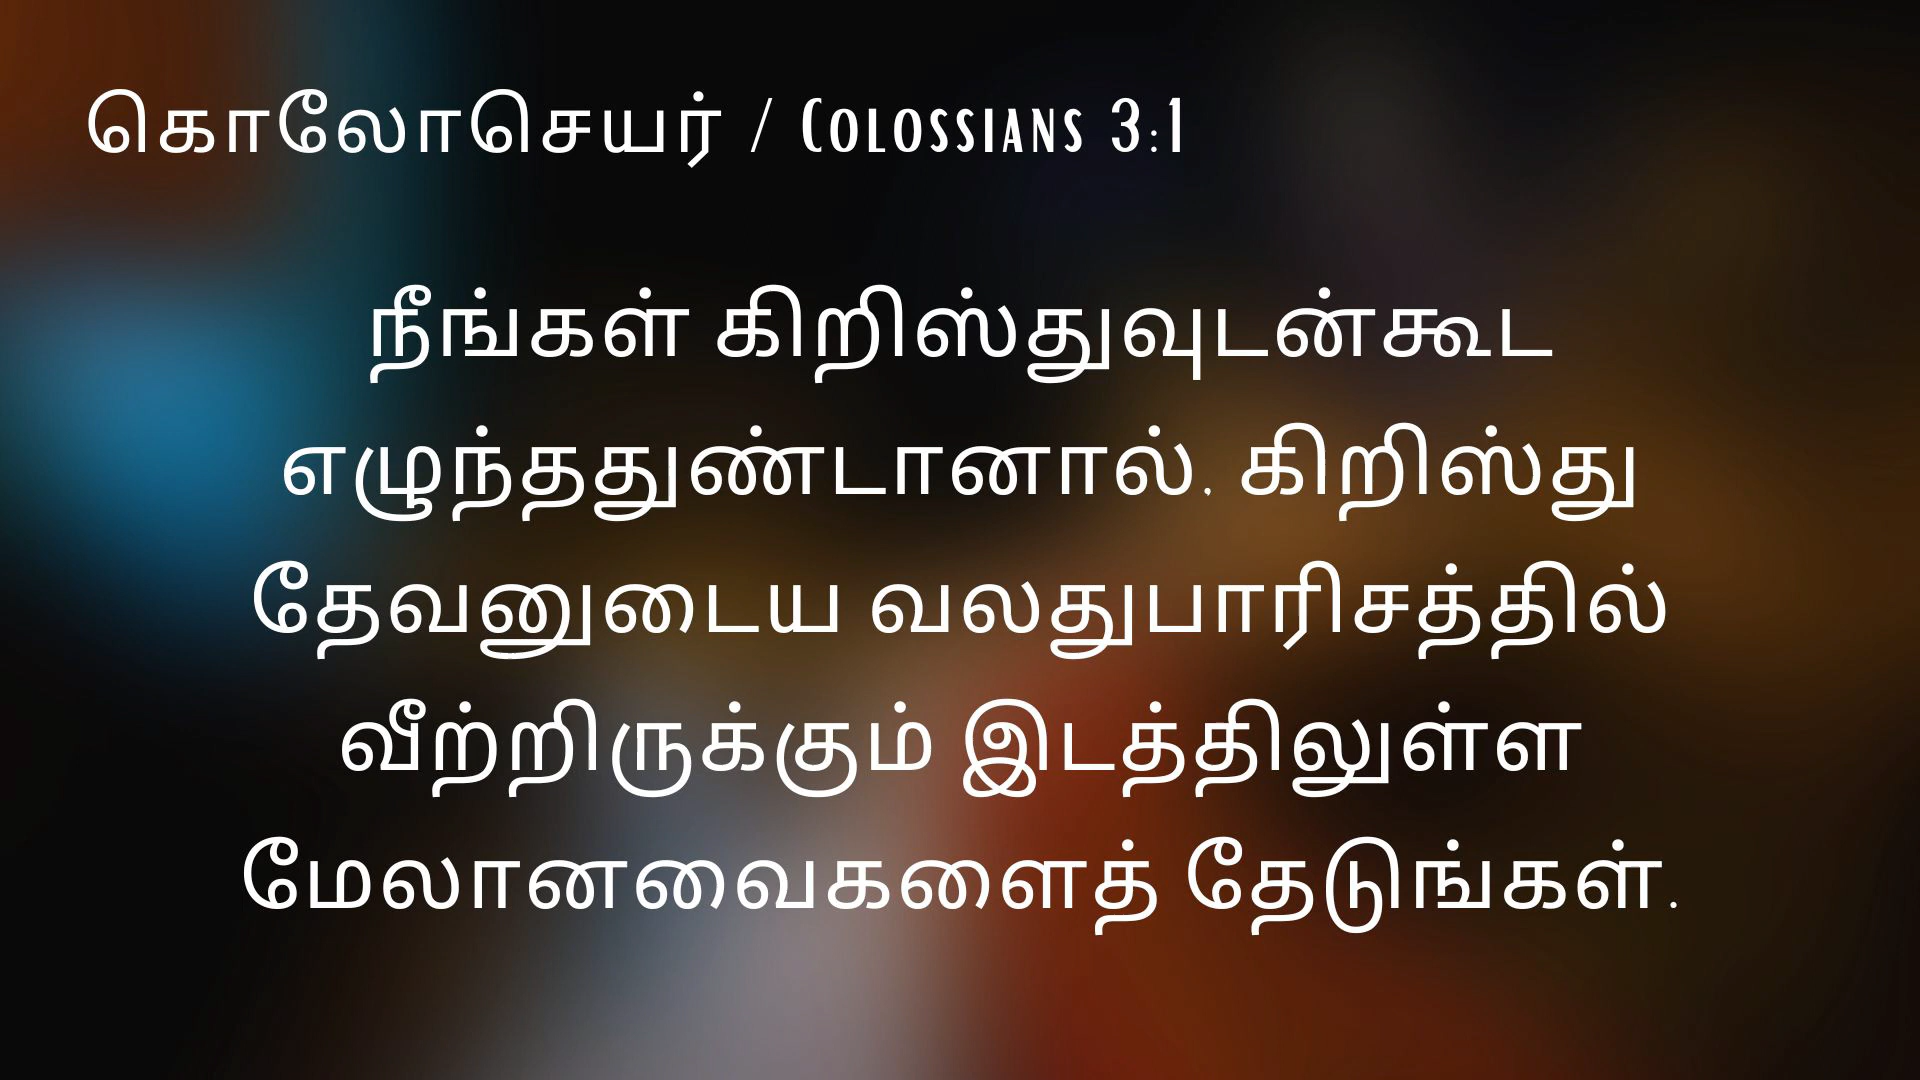 கொலோசெயர் / Colossians 3:1
நீங்கள் கிறிஸ்துவுடன்கூட
எழுந்ததுண்டானால், கிறிஸ்து
தேவனுடைய வலதுபாரிசத்தில்
வீற்றிருக்கும் இடத்திலுள்ள
மேலானவைகளைத் தேடுங்கள்.